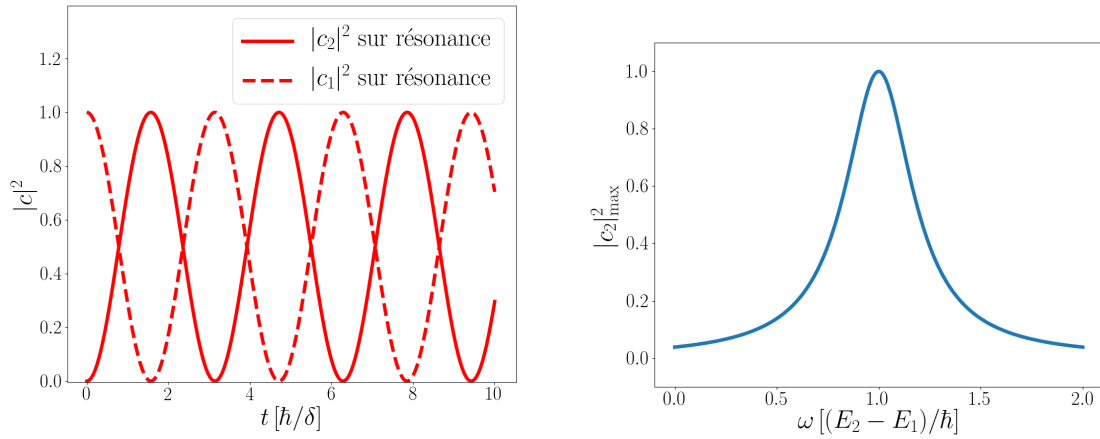 |c₂|² sur résonance
|c₁|² sur résonance
|c|²
1.2
1.0
0.8
0.6
0.4
0.2
0.0
0 2 4 6 8 10
t [ħ/δ]
|c₂|²max
1.0
0.8
0.6
0.4
0.2
0.0
0.0 0.5 1.0 1.5 2.0
ω [(E₂ − E₁)/ħ]